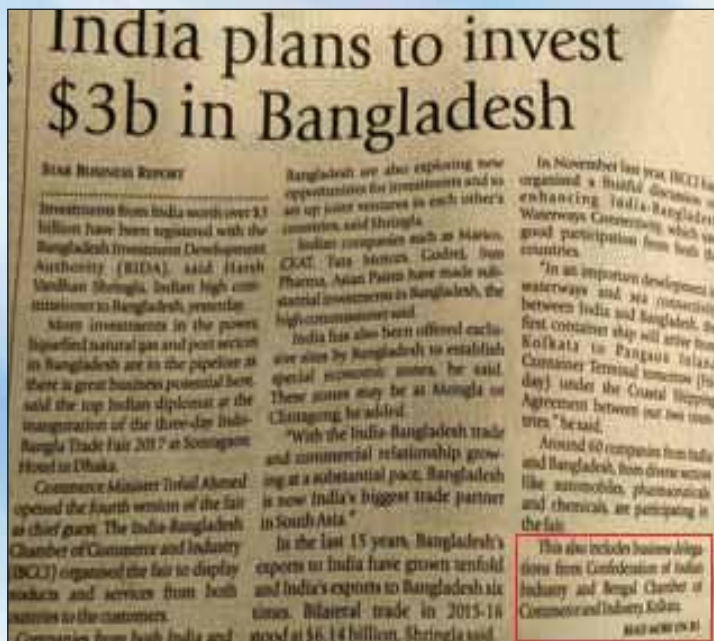 India plans to invest
$3b in Bangladesh
STAR BUSINESS REPORT
Investments from India worth over $3
billion have been registered with the
Bangladesh Investment Development
Authority (BIDA), said Harsh
Vardhan Shringla, Indian high com-
missioner to Bangladesh, yesterday.
More investments in the power,
liquefied natural gas and port sectors
in Bangladesh are in the pipeline as
there is great business potential here,
said the top Indian diplomat at the
inauguration of the three-day Indo-
Bangla Trade Fair 2017 at Sonargaon
Hotel in Dhaka.
Commerce Minister Tofail Ahmed
opened the fourth version of the fair
as chief guest. The India-Bangladesh
Chamber of Commerce and Industry
(IBCCI) organised the fair to display
products and services from both
countries to the customers.
Companies from both India and
Bangladesh are also exploring new
opportunities for investments and to
set up joint ventures in each other's
countries, said Shringla.
Indian companies such as Marico,
CEAT, Tata Motors, Godrej, Sun
Pharma, Asian Paints have made sub-
stantial investments in Bangladesh, the
high commissioner said.
India has also been offered exclu-
sive sites by Bangladesh to establish
special economic zones, he said.
These zones may be at Mongla or
Chittagong, he added.
"With the India-Bangladesh trade
and commercial relationship grow-
ing at a substantial pace, Bangladesh
is now India's biggest trade partner
in South Asia."
In the last 15 years, Bangladesh's
exports to India have grown tenfold
and India's exports to Bangladesh six
times. Bilateral trade in 2015-16
stood at $6.14 billion, Shringla said.
In November last year, IBCCI
organised a fruitful discussion
enhancing India-Bangladesh
Waterways Connectivity, which
good participation from both
countries.
"In an important development
waterways and sea connectivity
between India and Bangladesh,
first container ship will arrive from
Kolkata to Pangaon Island
Container Terminal tomorrow
day) under the Coastal Shipping
Agreement between our two coun-
tries," he said.
Around 60 companies from India
and Bangladesh, from diverse sectors
like automobiles, pharmaceuticals
and chemicals, are participating in
the fair.
This also includes business delega-
tions from Confederation of Indian
Industry and Bengal Chamber of
Commerce and Industry, Kolkata.
READ MORE ON B3